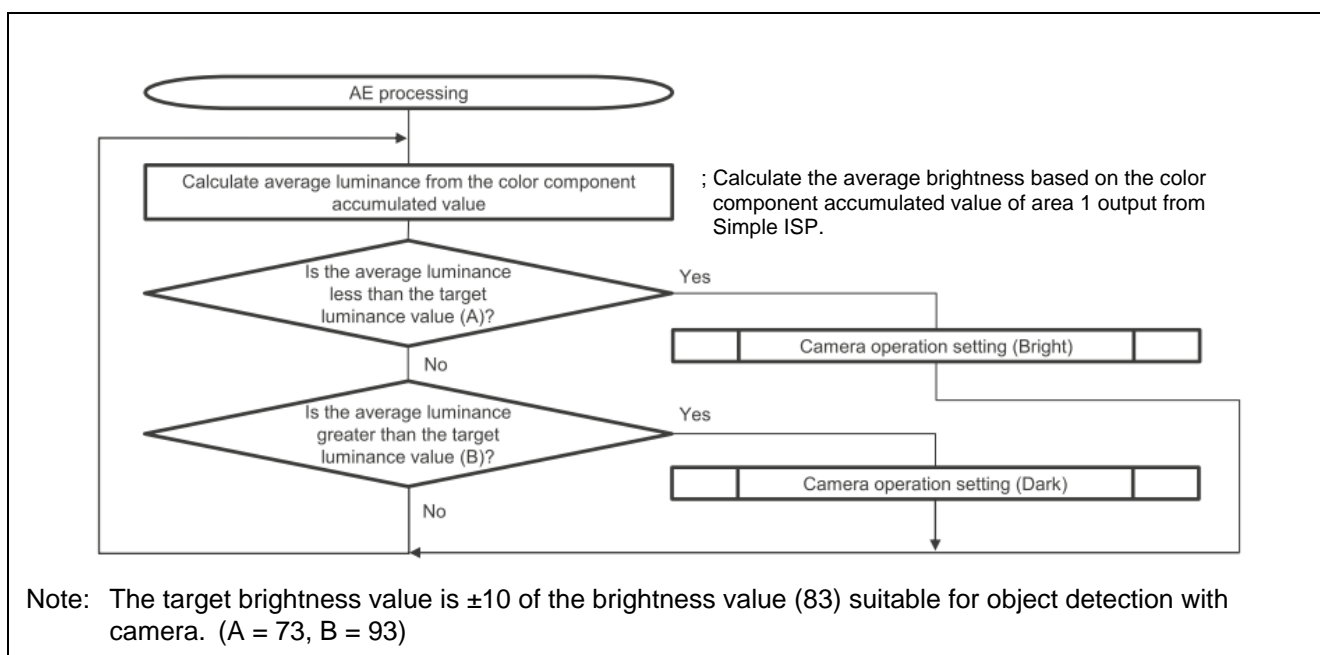 AE processing
Calculate average luminance from the color component
accumulated value
; Calculate the average brightness based on the color
component accumulated value of area 1 output from
Simple ISP.
Is the average luminance
less than the target
luminance value (A)?
Yes
Camera operation setting (Bright)
No
Is the average luminance
greater than the target
luminance value (B)?
Yes
Camera operation setting (Dark)
No
Note: The target brightness value is ±10 of the brightness value (83) suitable for object detection with
camera. (A = 73, B = 93)